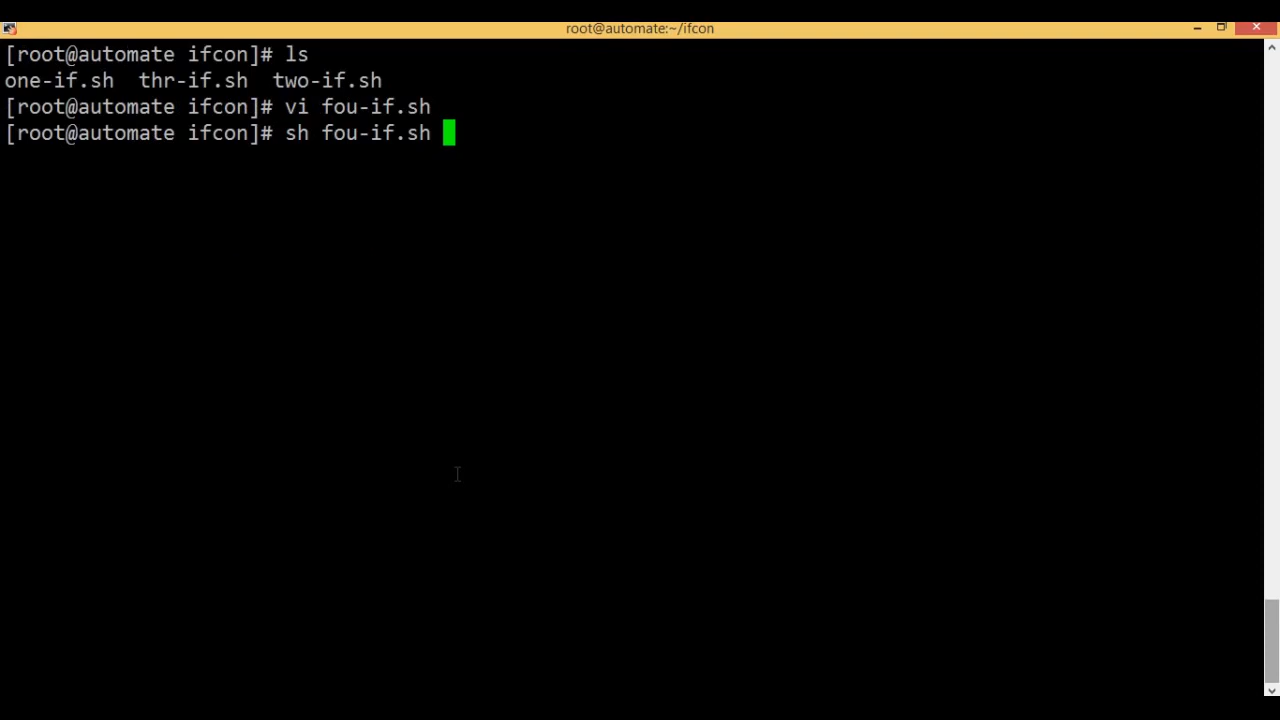 root@automate:~/ifcon
[root@automate ifcon]# ls
one-if.sh  thr-if.sh  two-if.sh
[root@automate ifcon]# vi fou-if.sh
[root@automate ifcon]# sh fou-if.sh